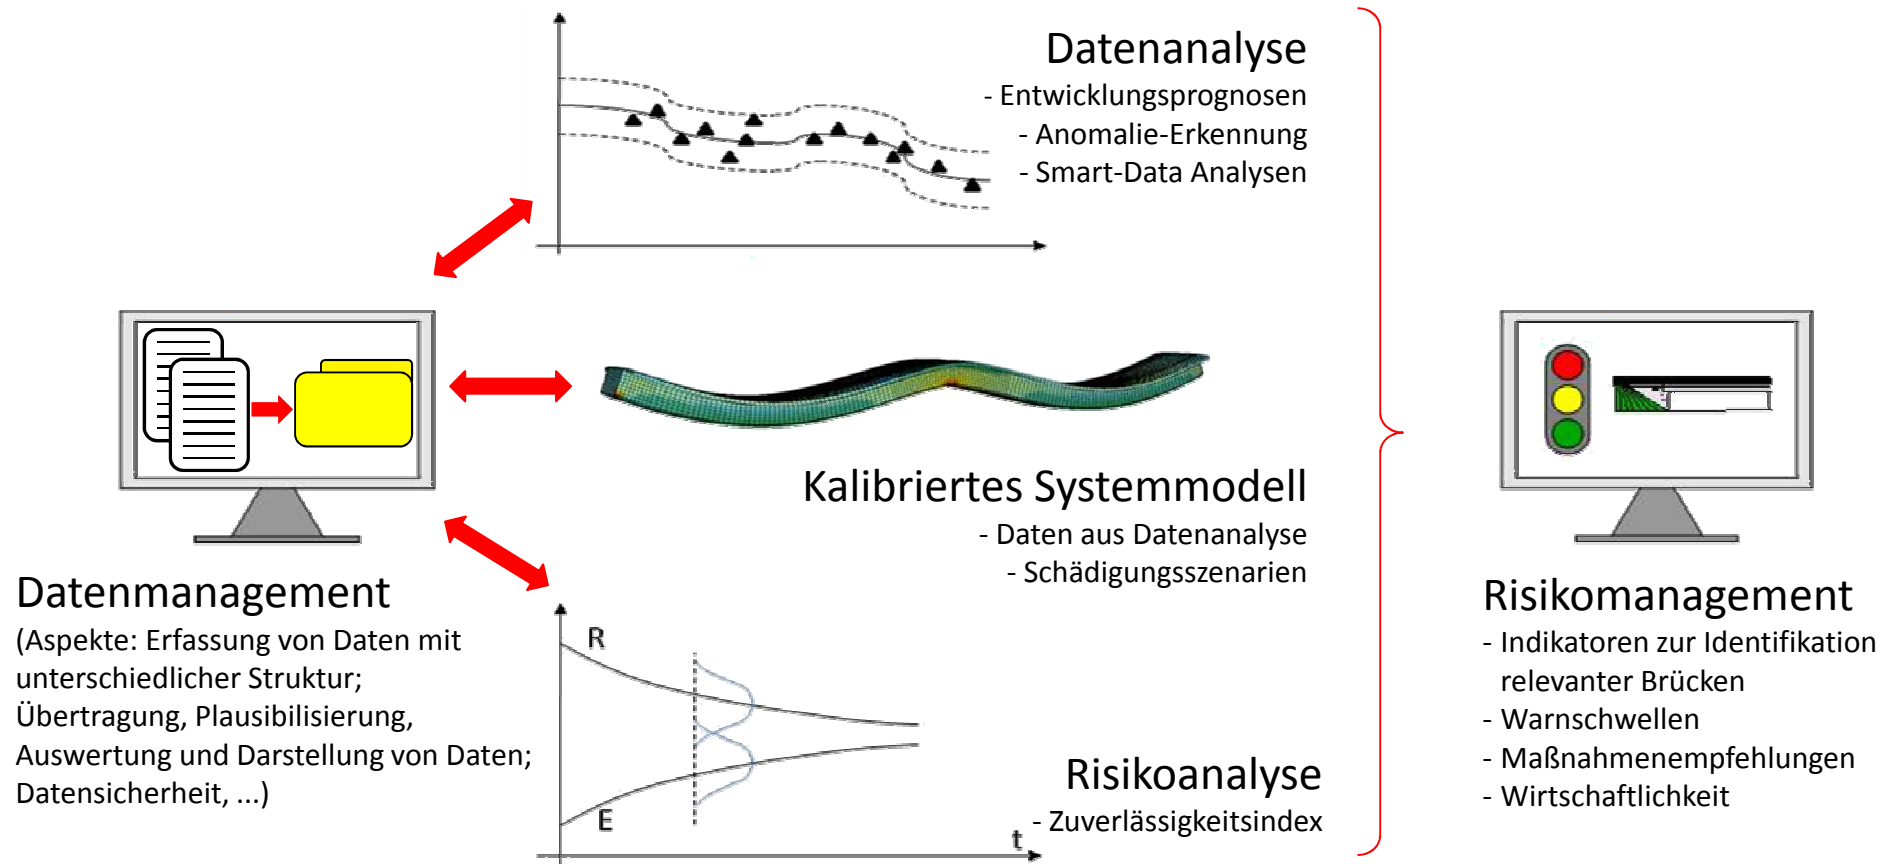 Datenanalyse
- Entwicklungsprognosen
- Anomalie-Erkennung
- Smart-Data Analysen
Kalibriertes Systemmodell
- Daten aus Datenanalyse
- Schädigungsszenarien
Datenmanagement
(Aspekte: Erfassung von Daten mit
unterschiedlicher Struktur;
Übertragung, Plausibilisierung,
Auswertung und Darstellung von Daten;
Datensicherheit, ...)
R
E
t
Risikoanalyse
- Zuverlässigkeitsindex
Risikomanagement
- Indikatoren zur Identifikation
relevanter Brücken
- Warnschwellen
- Maßnahmenempfehlungen
- Wirtschaftlichkeit